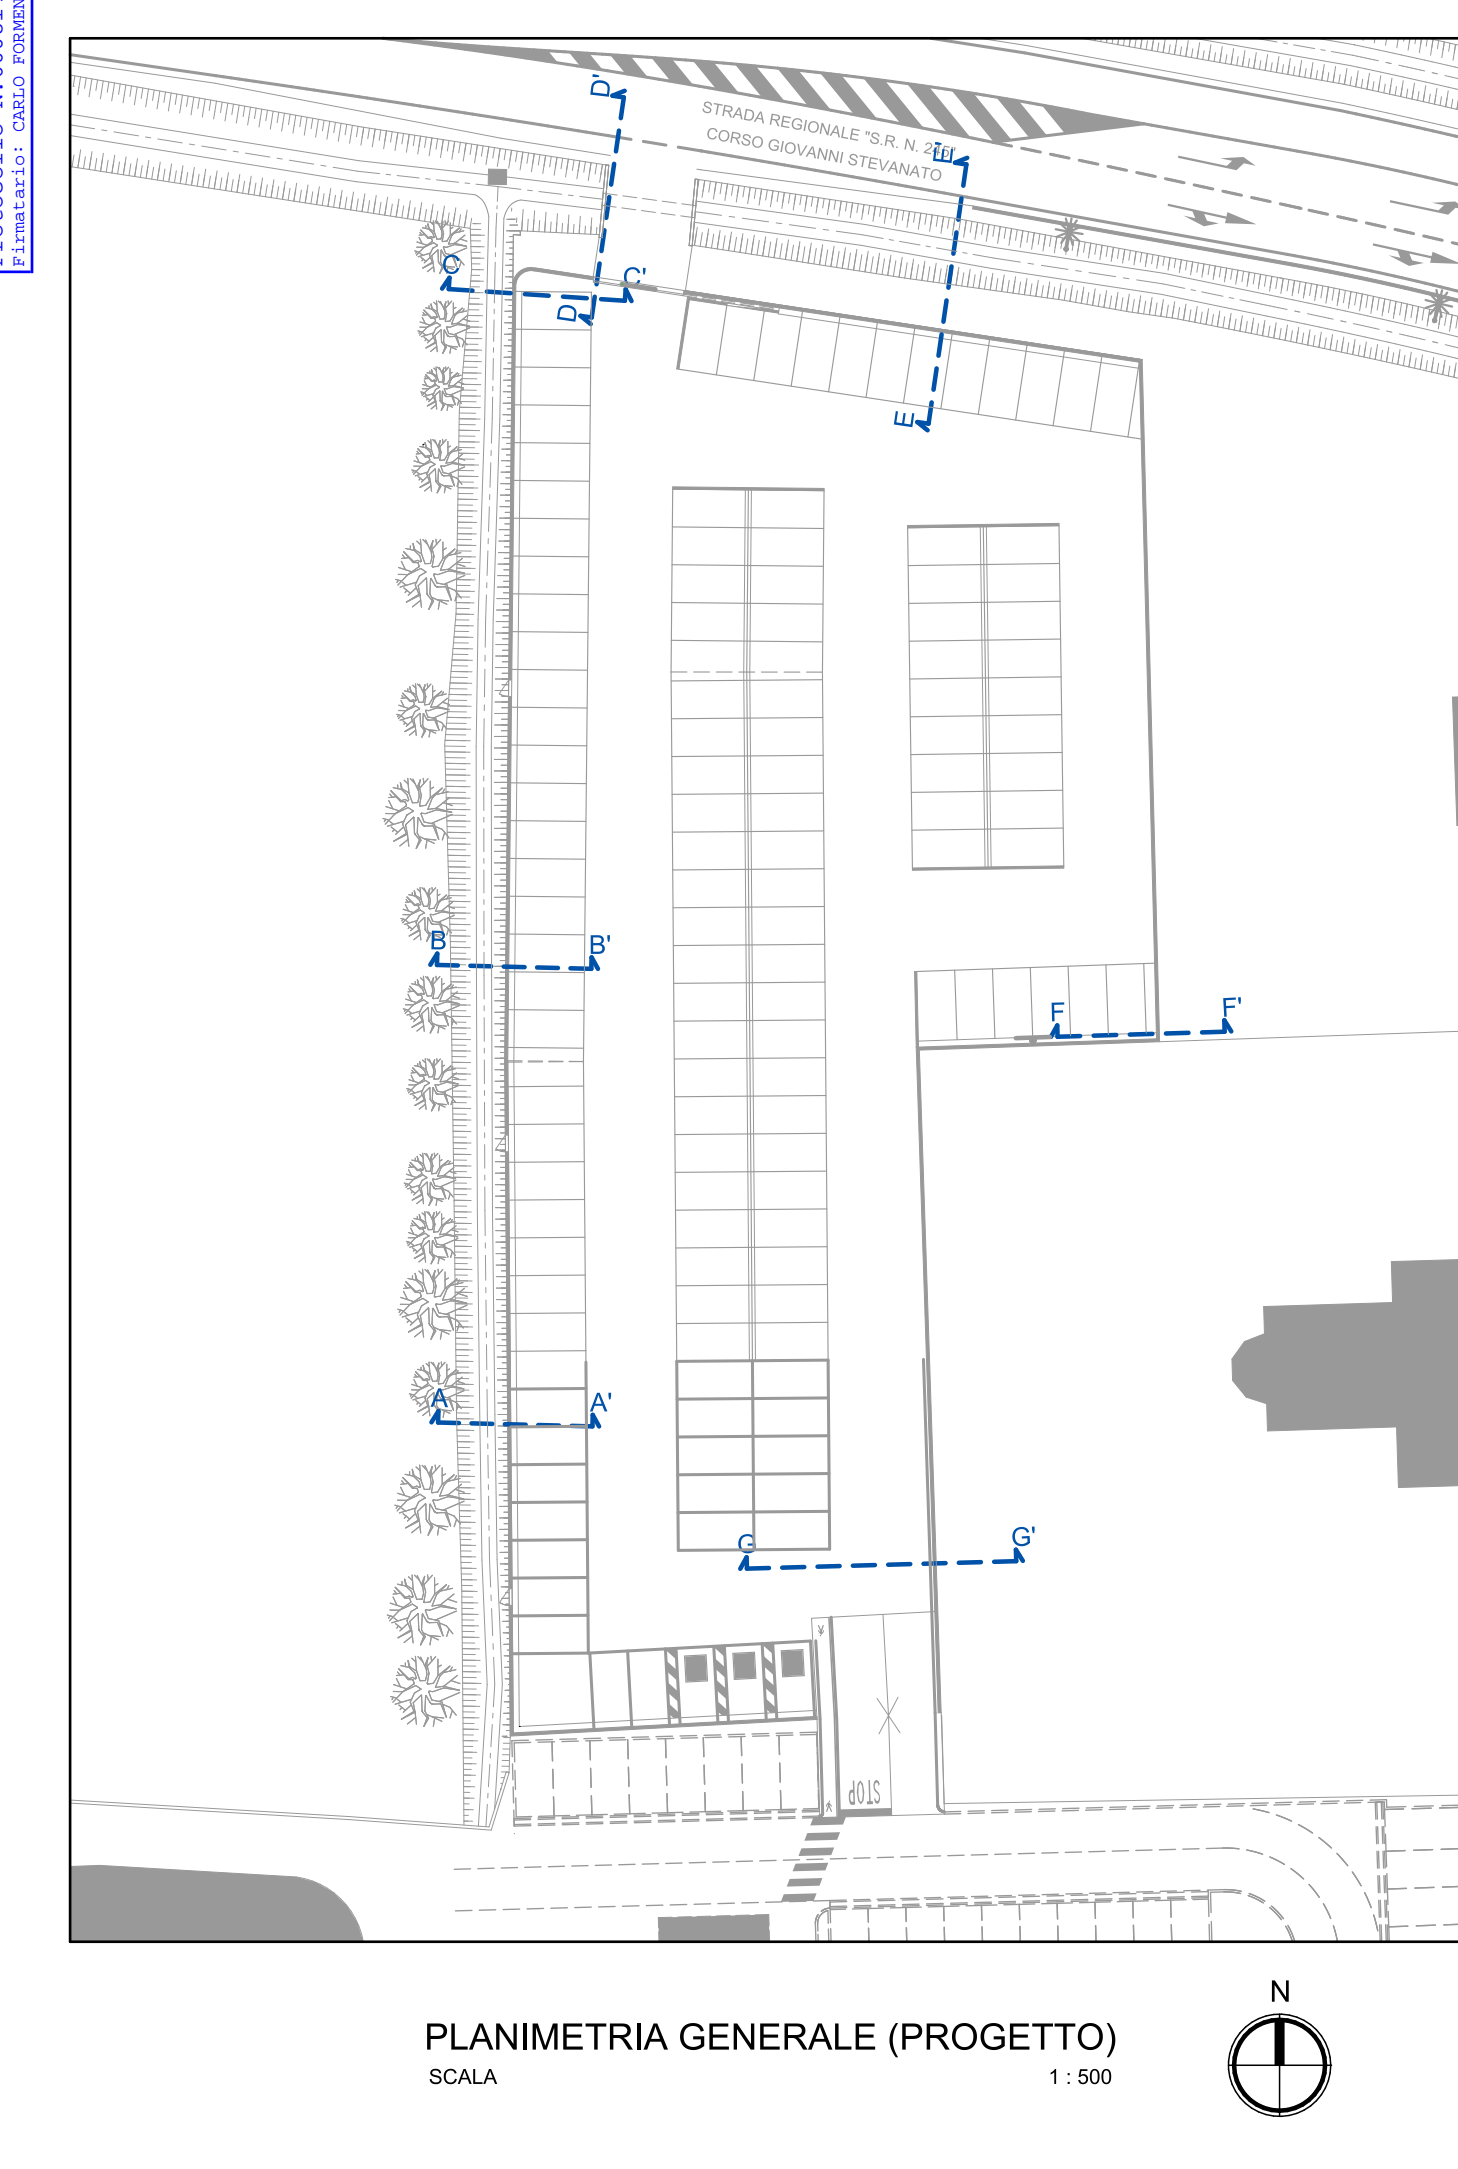 Firmatario: CARLO FORMEN
D'
STRADA REGIONALE "S.R. N. 245"
CORSO GIOVANNI STEVANATO
E'
C
C'
D
E
B
B'
F
F'
A
A'
G
G'
STOP
PLANIMETRIA GENERALE (PROGETTO)
SCALA 1 : 500
N